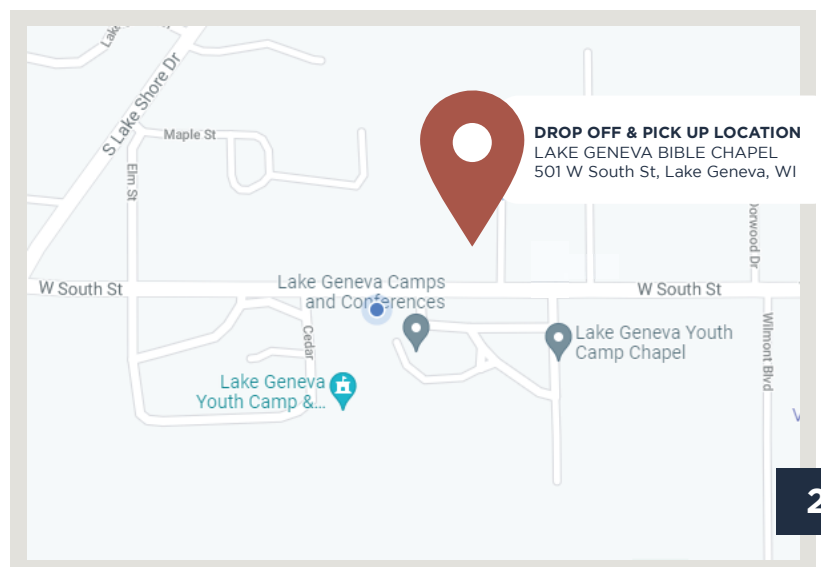 S Lake Shore Dr
Maple St
DROP OFF & PICK UP LOCATION
LAKE GENEVA BIBLE CHAPEL
501 W South St, Lake Geneva, WI
Elm St
W South St
Lake Geneva Camps
and Conferences
W South St
Cedar
Lake Geneva Youth
Camp Chapel
Wilmont Blvd
Lake Geneva
Youth Camp &...
2